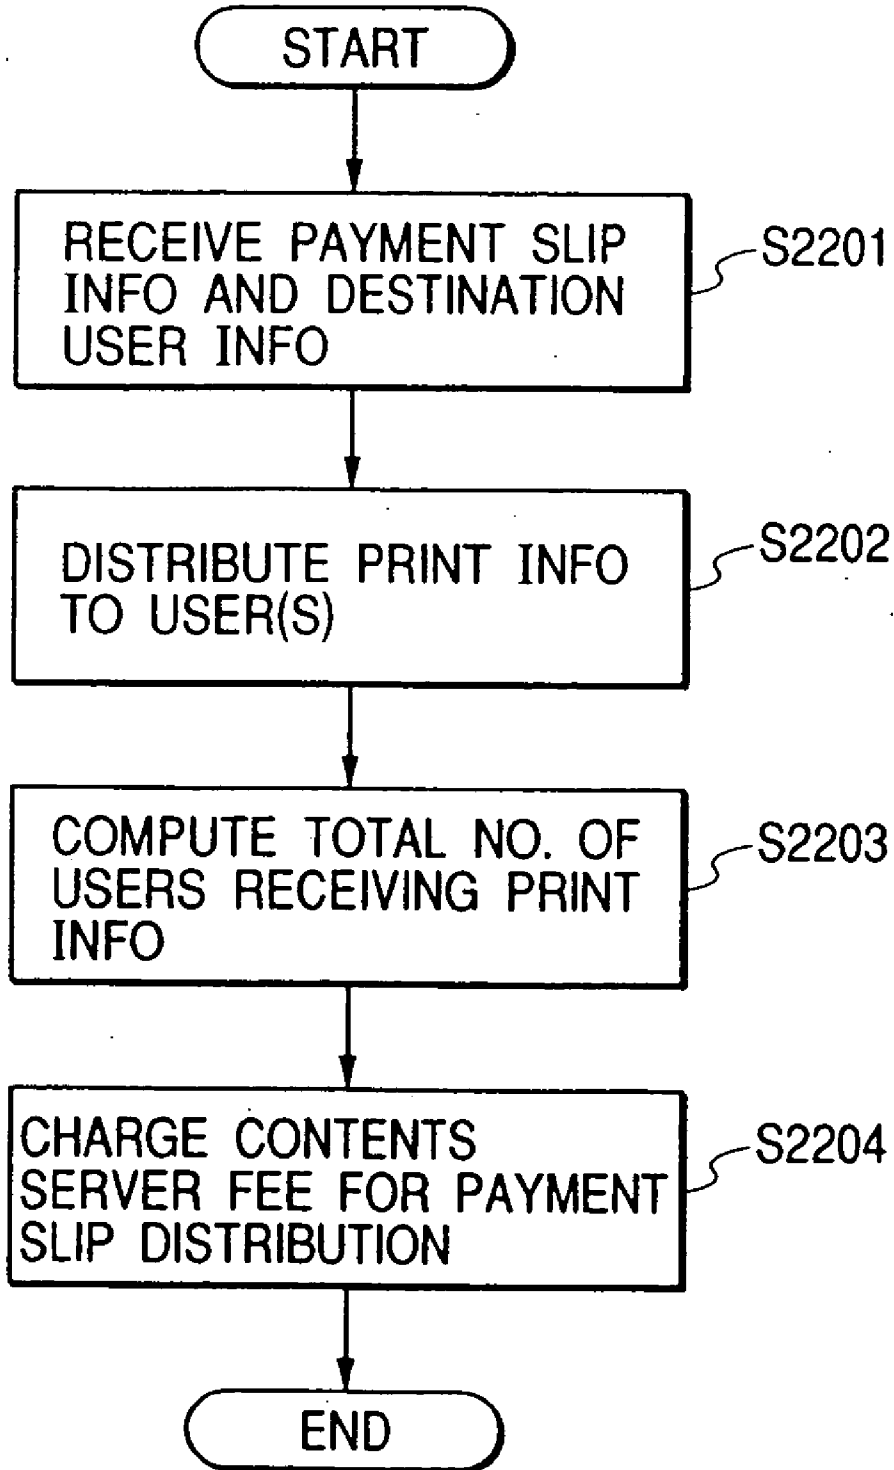 START
RECEIVE PAYMENT SLIP
INFO AND DESTINATION
USER INFO
S2201
DISTRIBUTE PRINT INFO
TO USER(S)
S2202
COMPUTE TOTAL NO. OF
USERS RECEIVING PRINT
INFO
S2203
CHARGE CONTENTS
SERVER FEE FOR PAYMENT
SLIP DISTRIBUTION
S2204
END